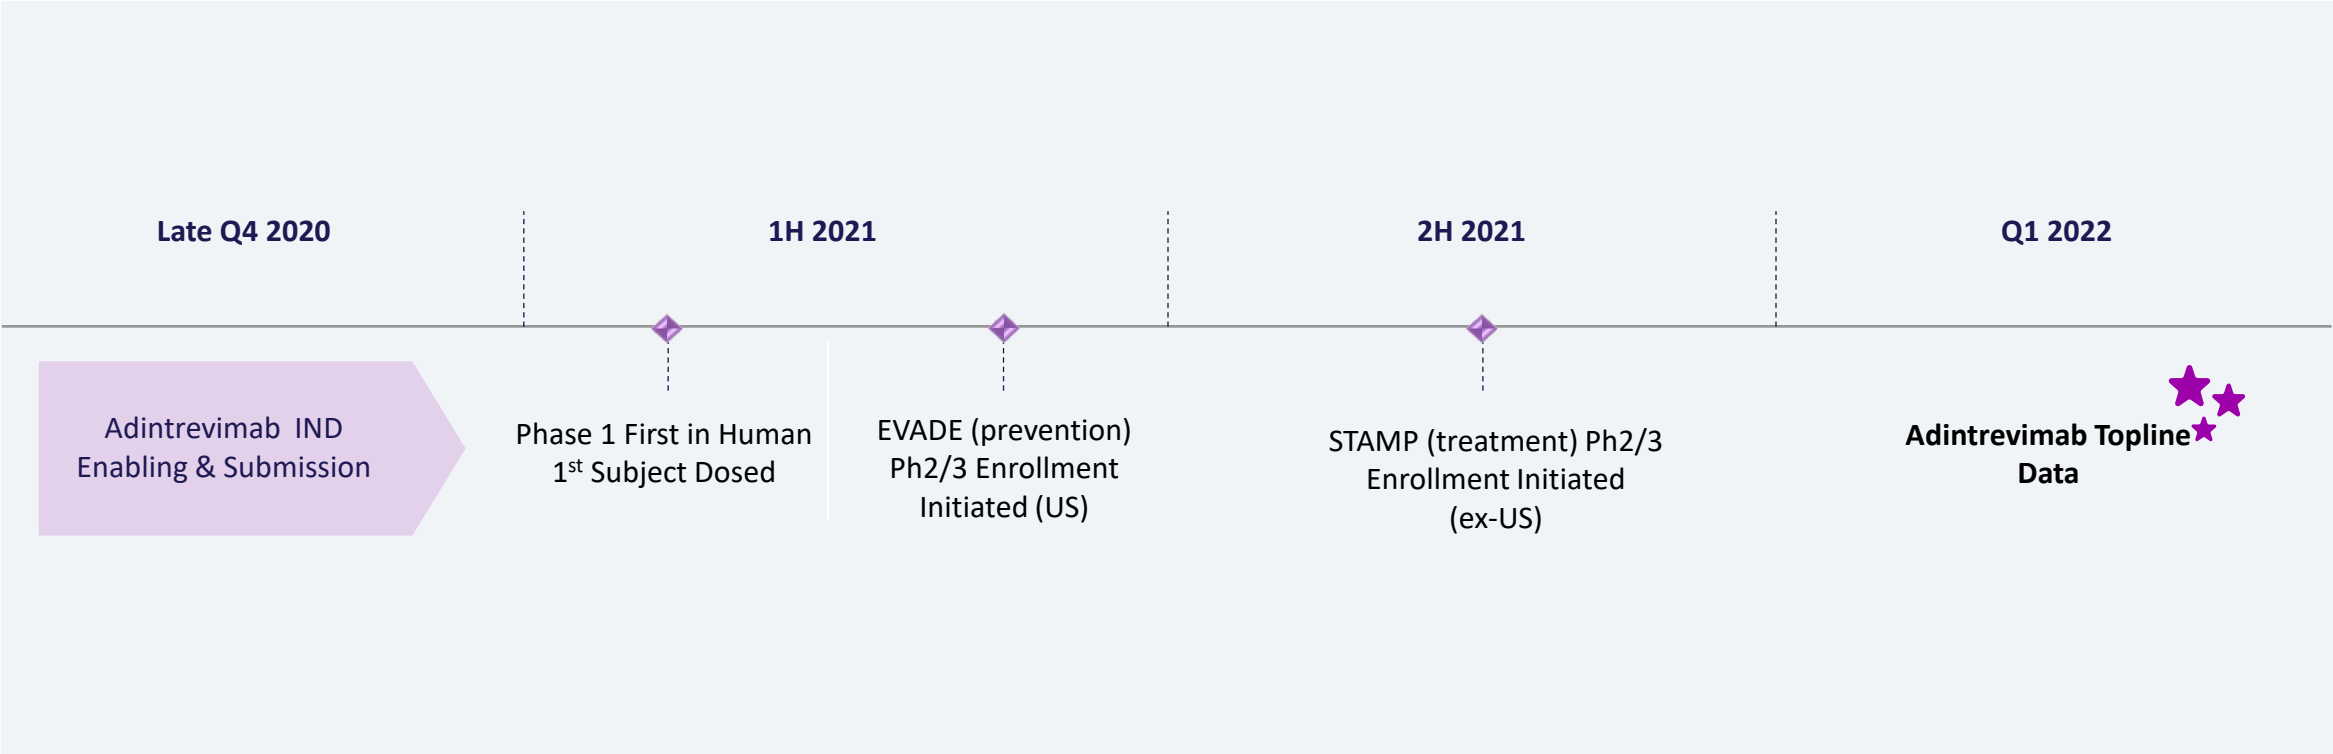 Late Q4 2020
1H 2021
2H 2021
Q1 2022
Adintrevimab  IND
Enabling & Submission
Phase 1 First in Human
1st Subject Dosed
EVADE (prevention)
Ph2/3 Enrollment
Initiated (US)
STAMP (treatment) Ph2/3
Enrollment Initiated
(ex-US)
Adintrevimab Topline
Data